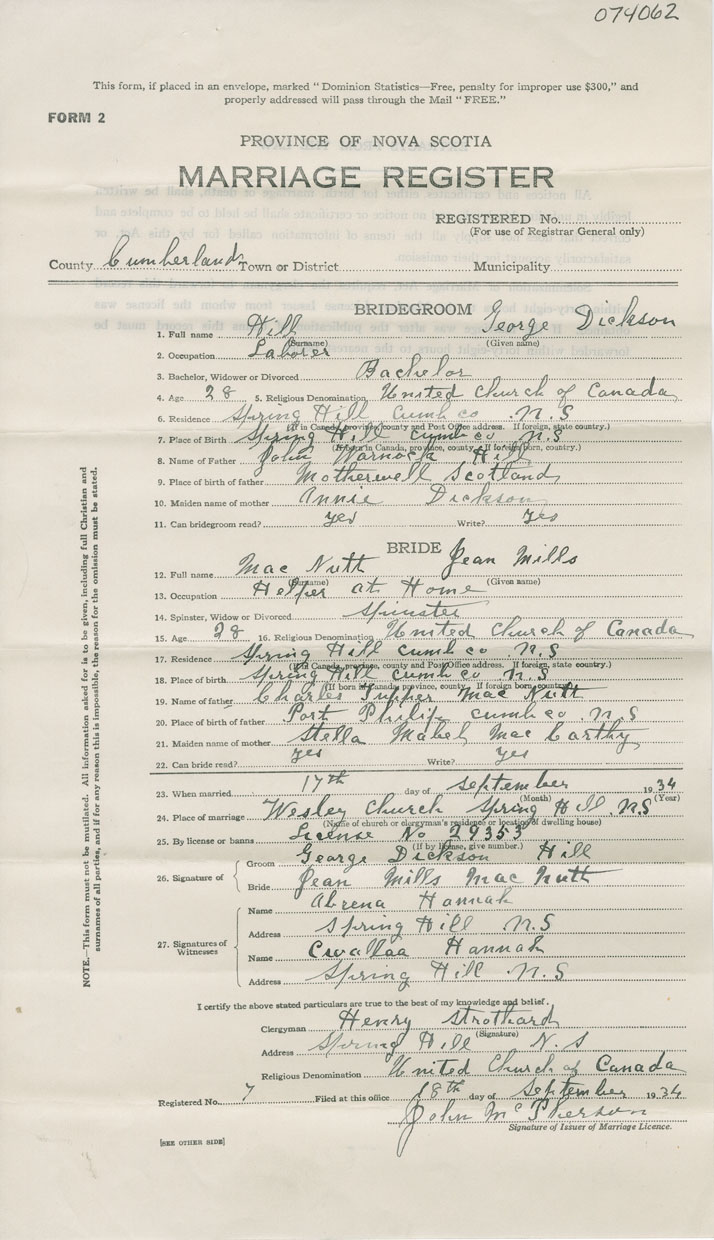 074062
This form, if placed in an envelope, marked "Dominion Statistics—Free, penalty for improper use $300," and
properly addressed will pass through the Mail "FREE."
FORM 2
PROVINCE OF NOVA SCOTIA
MARRIAGE REGISTER
REGISTERED No.
(For use of Registrar General only)
County Cumberland Town or District Municipality
BRIDEGROOM
1. Full name Hill George Dickson
(Surname) (Given name)
2. Occupation Laborer
3. Bachelor, Widower or Divorced Bachelor
4. Age 28 5. Religious Denomination United Church of Canada
6. Residence Spring Hill Cumb co N.S
(If in Canada, province, county and Post Office address. If foreign, state country.)
7. Place of Birth Spring Hill cumb co N.S
(If born in Canada, province, county. If foreign born, country.)
8. Name of Father John Warnock Hill
9. Place of birth of father Motherwell Scotland
10. Maiden name of mother Annie Dickson
11. Can bridegroom read? yes Write? Yes
BRIDE
12. Full name Mac Nutt Jean Mills
(Surname) (Given name)
13. Occupation Helper at Home
14. Spinster, Widow or Divorced Spinster
15. Age 28 16. Religious Denomination United Church of Canada
17. Residence Spring Hill cumb co N.S
(If in Canada, province, county and Post Office address. If foreign, state country.)
18. Place of birth Spring Hill cumb co N.S
(If born in Canada, province, county. If foreign born, country.)
19. Name of father Charles Tupper Mac Nutt
20. Place of birth of father Port Philip cumb co N.S
21. Maiden name of mother Stella Mabel Mac Carthy
22. Can bride read? yes Write? Yes
23. When married 17th day of September 1934
(Month) (Year)
24. Place of marriage Wesley Church Spring Hill N.S
(Name of church or clergyman's residence or location of dwelling house)
25. By license or banns License No 29353
(If by license, give number.)
26. Signature of Groom George Dickson Hill
Bride Jean Mills Mac Nutt
27. Signatures of Witnesses
Name Hannah
Address Spring Hill N.S
Name Hannah
Address Spring Hill N.S
I certify the above stated particulars are true to the best of my knowledge and belief.
Clergyman Henry Strothard
(Signature)
Address Spring Hill N.S
Religious Denomination United Church of Canada
Registered No. 7 Filed at this office 18th day of September 1934
John McPherson
Signature of Issuer of Marriage Licence.
[SEE OTHER SIDE]
NOTE.—This form must not be mutilated. All information asked for is to be given, including full Christian and
surnames of all parties, and if for any reason this is impossible, the reason for the omission must be stated.